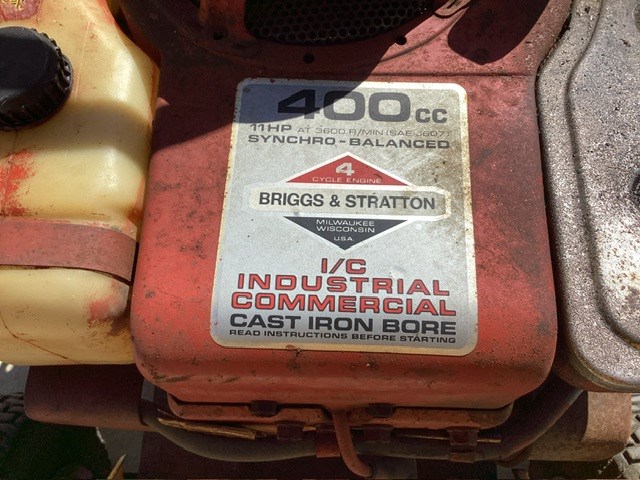 400cc
11HP AT 3600 R/MIN (SAE J607)
SYNCHRO-BALANCED
4
CYCLE ENGINE
BRIGGS & STRATTON
MILWAUKEE
WISCONSIN
U.S.A
I/C
INDUSTRIAL
COMMERCIAL
CAST IRON BORE
READ INSTRUCTIONS BEFORE STARTING